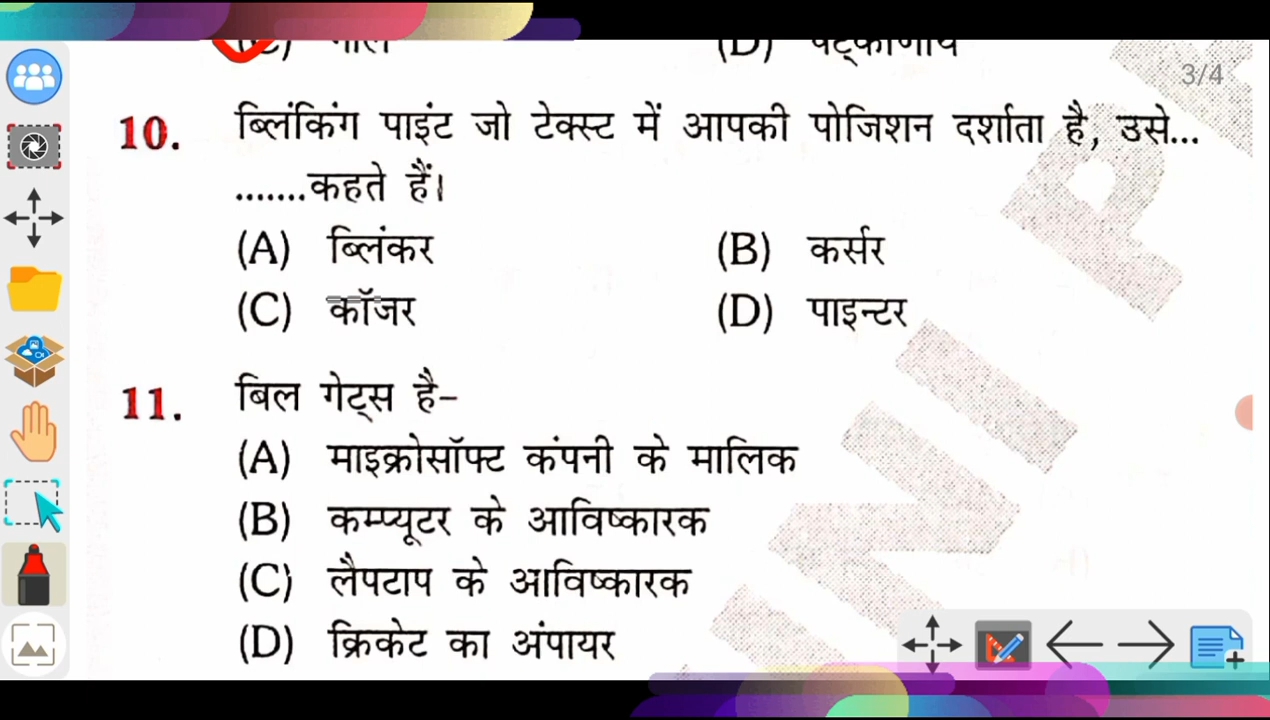 3/4
10. ब्लिंकिंग पाइंट जो टेक्स्ट में आपकी पोजिशन दर्शाता है, उसे...
.......कहते हैं।
(A) ब्लिंकर (B) कर्सर
(C) कॉजर (D) पाइन्टर
11. बिल गेट्स है-
(A) माइक्रोसॉफ्ट कंपनी के मालिक
(B) कम्प्यूटर के आविष्कारक
(C) लैपटाप के आविष्कारक
(D) क्रिकेट का अंपायर